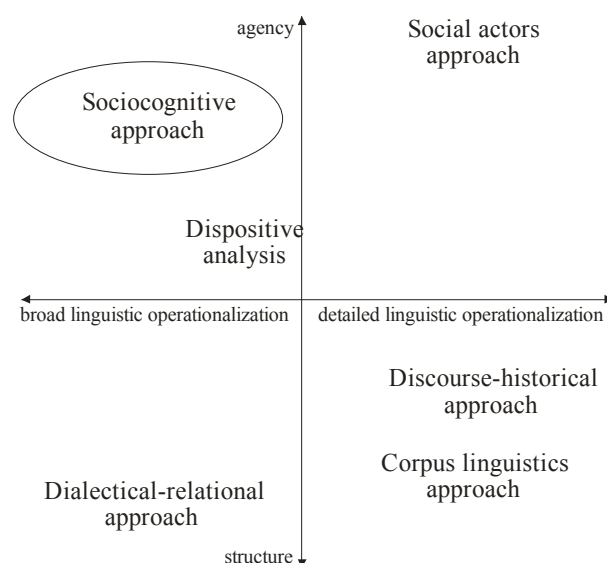 agency
Social actors
approach
Sociocognitive
approach
Dispositive
analysis
broad linguistic operationalization
detailed linguistic operationalization
Discourse-historical
approach
Corpus linguistics
approach
Dialectical-relational
approach
structure